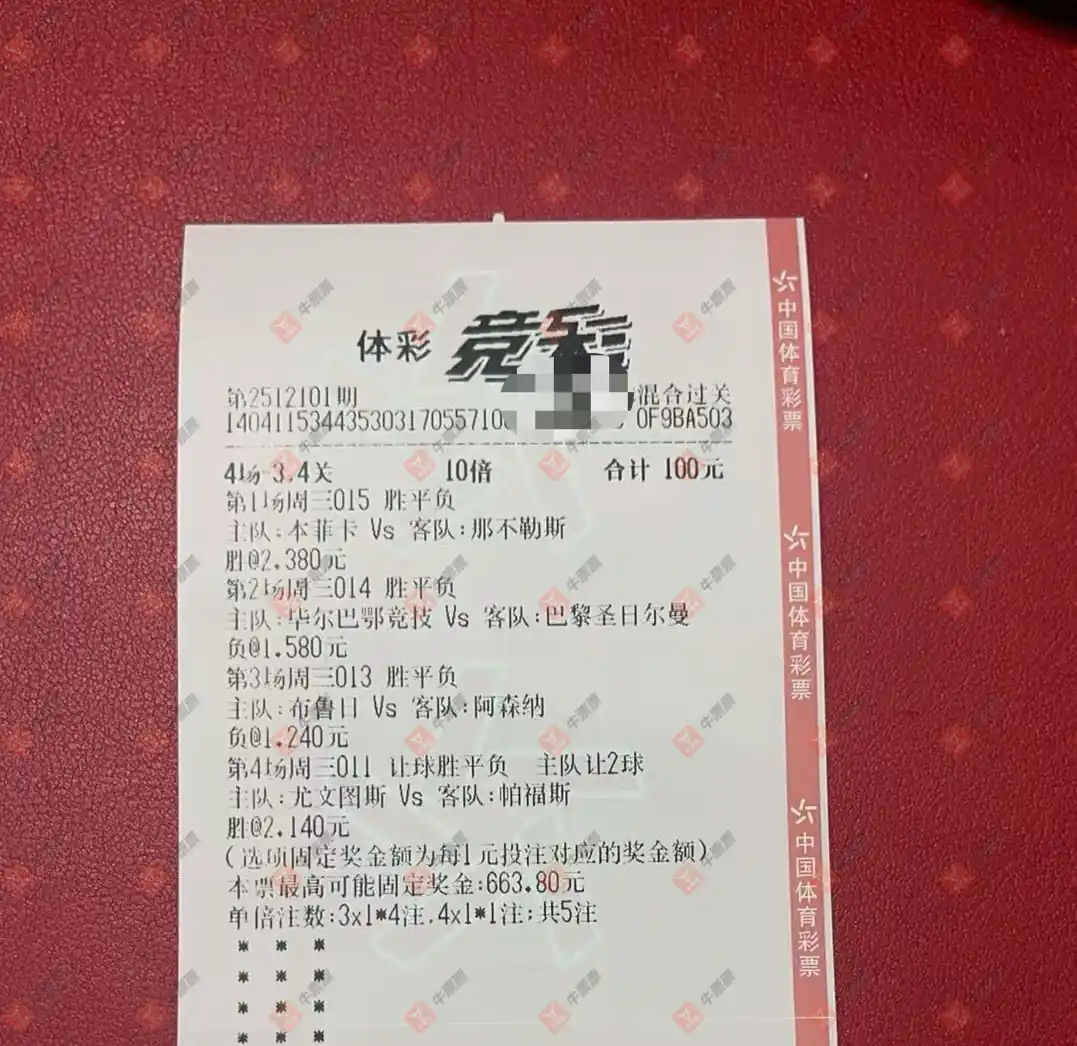 体彩 竞彩
第2512101期 混合过关
14041153443530317055710 0F9BA503
4场-3.4关 10倍 合计 100元
第1场周三015 胜平负
主队:本菲卡 Vs 客队:那不勒斯
胜@2.380元
第2场周三014 胜平负
主队:毕尔巴鄂竞技 Vs 客队:巴黎圣日尔曼
负@1.580元
第3场周三013 胜平负
主队:布鲁日 Vs 客队:阿森纳
负@1.240元
第4场周三011 让球胜平负 主队让2球
主队:尤文图斯 Vs 客队:帕福斯
胜@2.140元
(选项固定奖金额为每1元投注对应的奖金额)
本票最高可能固定奖金:663.80元
单倍注数:3x1*4注,4x1*1注;共5注
* * *
* * *
* * *
* * *
中国体育彩票
中国体育彩票
中国体育彩票
牛票票